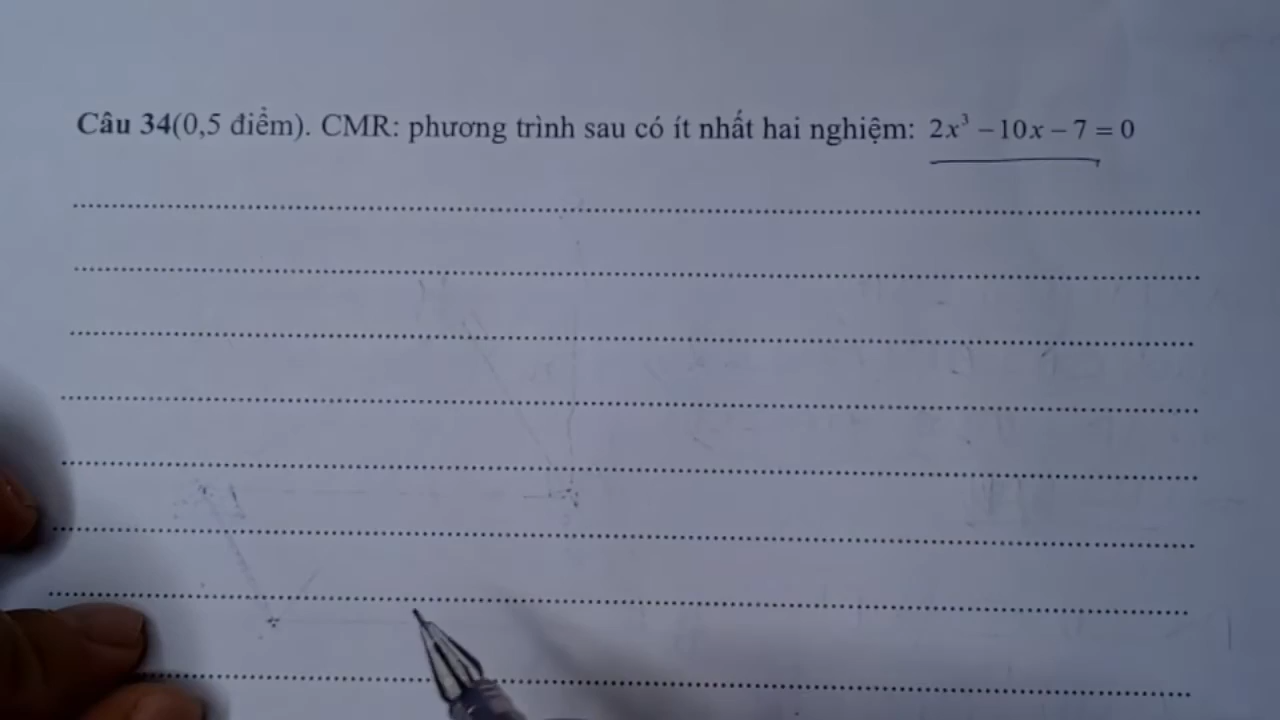 Câu 34(0,5 điểm). CMR: phương trình sau có ít nhất hai nghiệm: 2x³ − 10x − 7 = 0